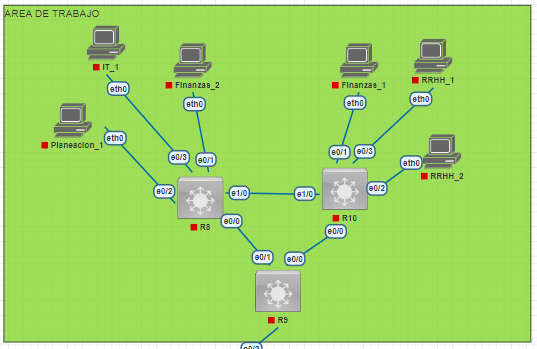 AREA DE TRABAJO
IT_1
Finanzas_2
Finanzas_1
RRHH_1
eth0
eth0
eth0
eth0
Planeacion_1
eth0
eth0
RRHH_2
e0/3
e0/1
e0/1
e0/3
e0/2
e1/0
e1/0
e0/2
R8
R10
e0/0
e0/0
e0/1
e0/0
R9